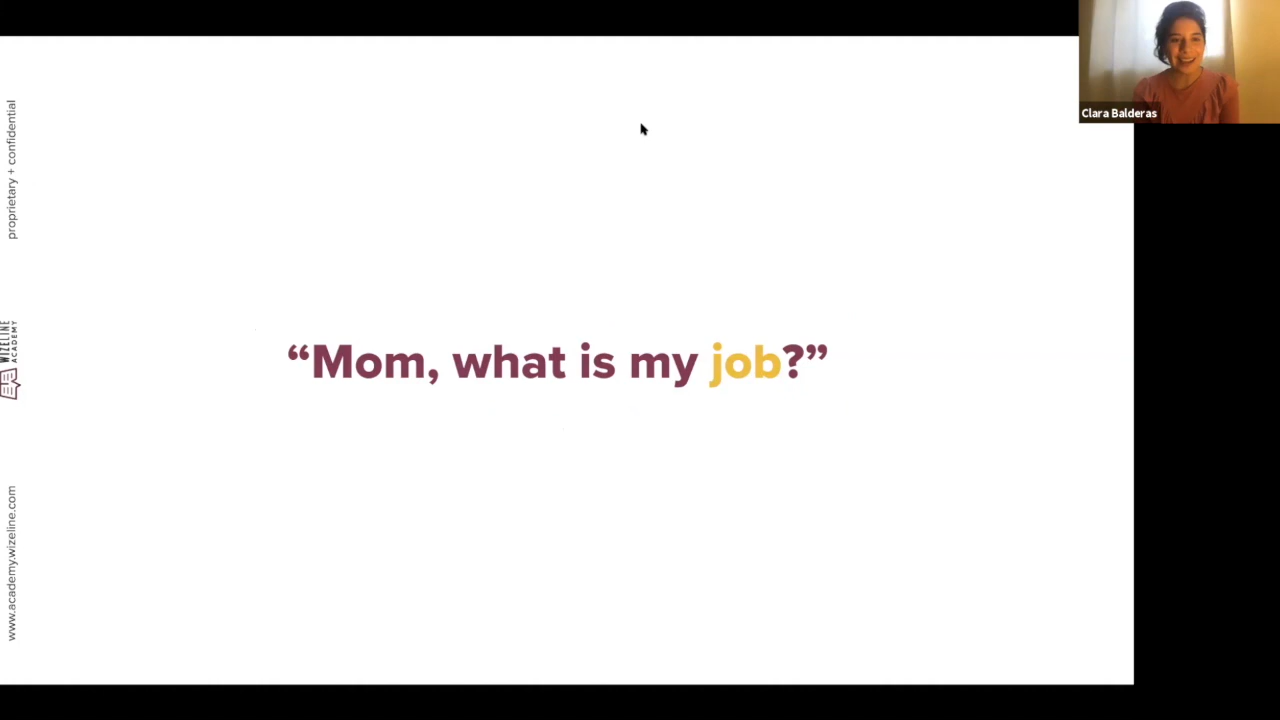 proprietary + confidential
Clara Balderas
“Mom, what is my job?”
WIZELINE
ACADEMY
www.academy.wizeline.com